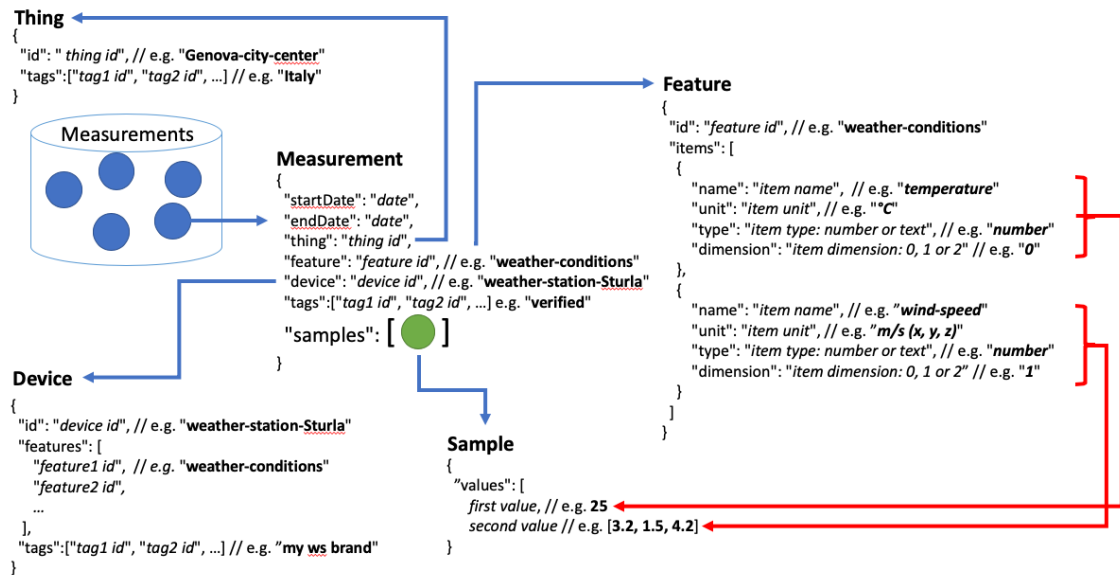 Thing
{
"id": " thing id", // e.g. "Genova-city-center"
"tags":["tag1 id", "tag2 id", …] // e.g. "Italy"
}
Measurements
Measurement
{
"startDate": "date",
"endDate": "date",
"thing": "thing id",
"feature": "feature id", // e.g. "weather-conditions"
"device": "device id", // e.g. "weather-station-Sturla"
"tags":["tag1 id", "tag2 id", …] e.g. "verified"
"samples": [ ]
}
Feature
{
"id": "feature id", // e.g. "weather-conditions"
"items": [
{
"name": "item name", // e.g. "temperature"
"unit": "item unit", // e.g. "°C"
"type": "item type: number or text", // e.g. "number"
"dimension": "item dimension: 0, 1 or 2" // e.g. "0"
},
{
"name": "item name", // e.g. ”wind-speed"
"unit": "item unit", // e.g. ”m/s (x, y, z)"
"type": "item type: number or text", // e.g. "number"
"dimension": "item dimension: 0, 1 or 2” // e.g. "1"
}
]
}
Device
{
"id": "device id", // e.g. "weather-station-Sturla"
"features": [
"feature1 id", // e.g. "weather-conditions"
"feature2 id",
…
],
"tags":["tag1 id", "tag2 id", …] // e.g. ”my ws brand"
}
Sample
{
”values": [
first value, // e.g. 25
second value // e.g. [3.2, 1.5, 4.2]
}